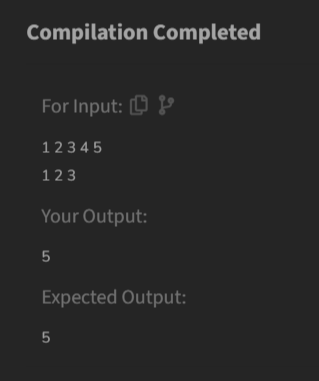 Compilation Completed
For Input:
1 2 3 4 5
1 2 3
Your Output:
5
Expected Output:
5